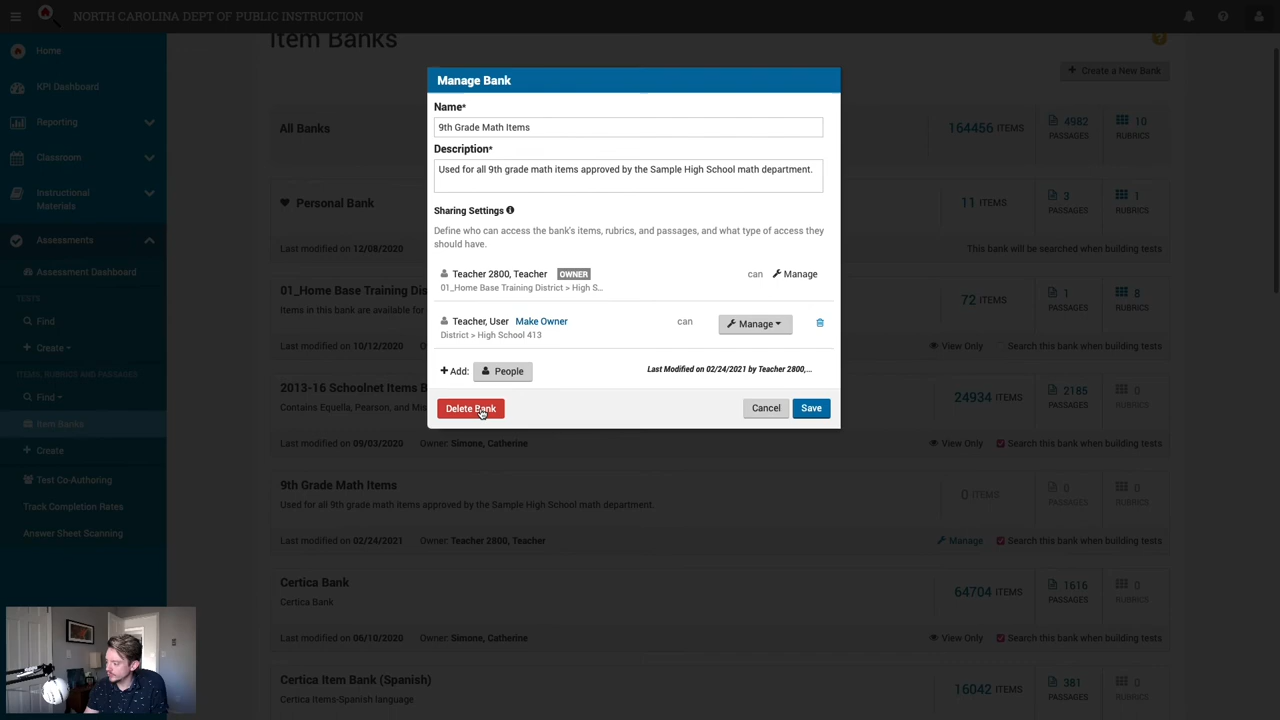 NORTH CAROLINA DEPT OF PUBLIC INSTRUCTION
Home
KPI Dashboard
Reporting
Classroom
Instructional
Materials
Assessments
Assessment Dashboard
TESTS
Find
Create
ITEMS, RUBRICS AND PASSAGES
Find
Item Banks
Create
Test Co-Authoring
Track Completion Rates
Answer Sheet Scanning
Item Banks
+ Create a New Bank
All Banks
164456 ITEMS
4982 PASSAGES
10 RUBRICS
Personal Bank
11 ITEMS
3 PASSAGES
1 RUBRICS
Last modified on 12/08/2020
This bank will be searched when building tests
01_Home Base Training Dis
Items in this bank are available for
72 ITEMS
1 PASSAGES
8 RUBRICS
Last modified on 10/12/2020
View Only
Search this bank when building tests
2013-16 Schoolnet Items B
Contains Equella, Pearson, and Mis
24934 ITEMS
2185 PASSAGES
0 RUBRICS
Last modified on 09/03/2020 Owner: Simone, Catherine
View Only
Search this bank when building tests
9th Grade Math Items
Used for all 9th grade math items approved by the Sample High School math department.
0 ITEMS
0 PASSAGES
0 RUBRICS
Last modified on 02/24/2021 Owner: Teacher 2800, Teacher
Manage
Search this bank when building tests
Certica Bank
Certica Bank
64704 ITEMS
1616 PASSAGES
0 RUBRICS
Last modified on 06/10/2020 Owner: Simone, Catherine
View Only
Search this bank when building tests
Certica Item Bank (Spanish)
Certica Items-Spanish language
16042 ITEMS
381 PASSAGES
0 RUBRICS
Manage Bank
Name*
9th Grade Math Items
Description*
Used for all 9th grade math items approved by the Sample High School math department.
Sharing Settings
Define who can access the bank's items, rubrics, and passages, and what type of access they
should have.
Teacher 2800, Teacher OWNER can Manage
01_Home Base Training District > High S...
Teacher, User Make Owner can Manage
District > High School 413
+ Add: People
Last Modified on 02/24/2021 by Teacher 2800,...
Delete Bank
Cancel
Save